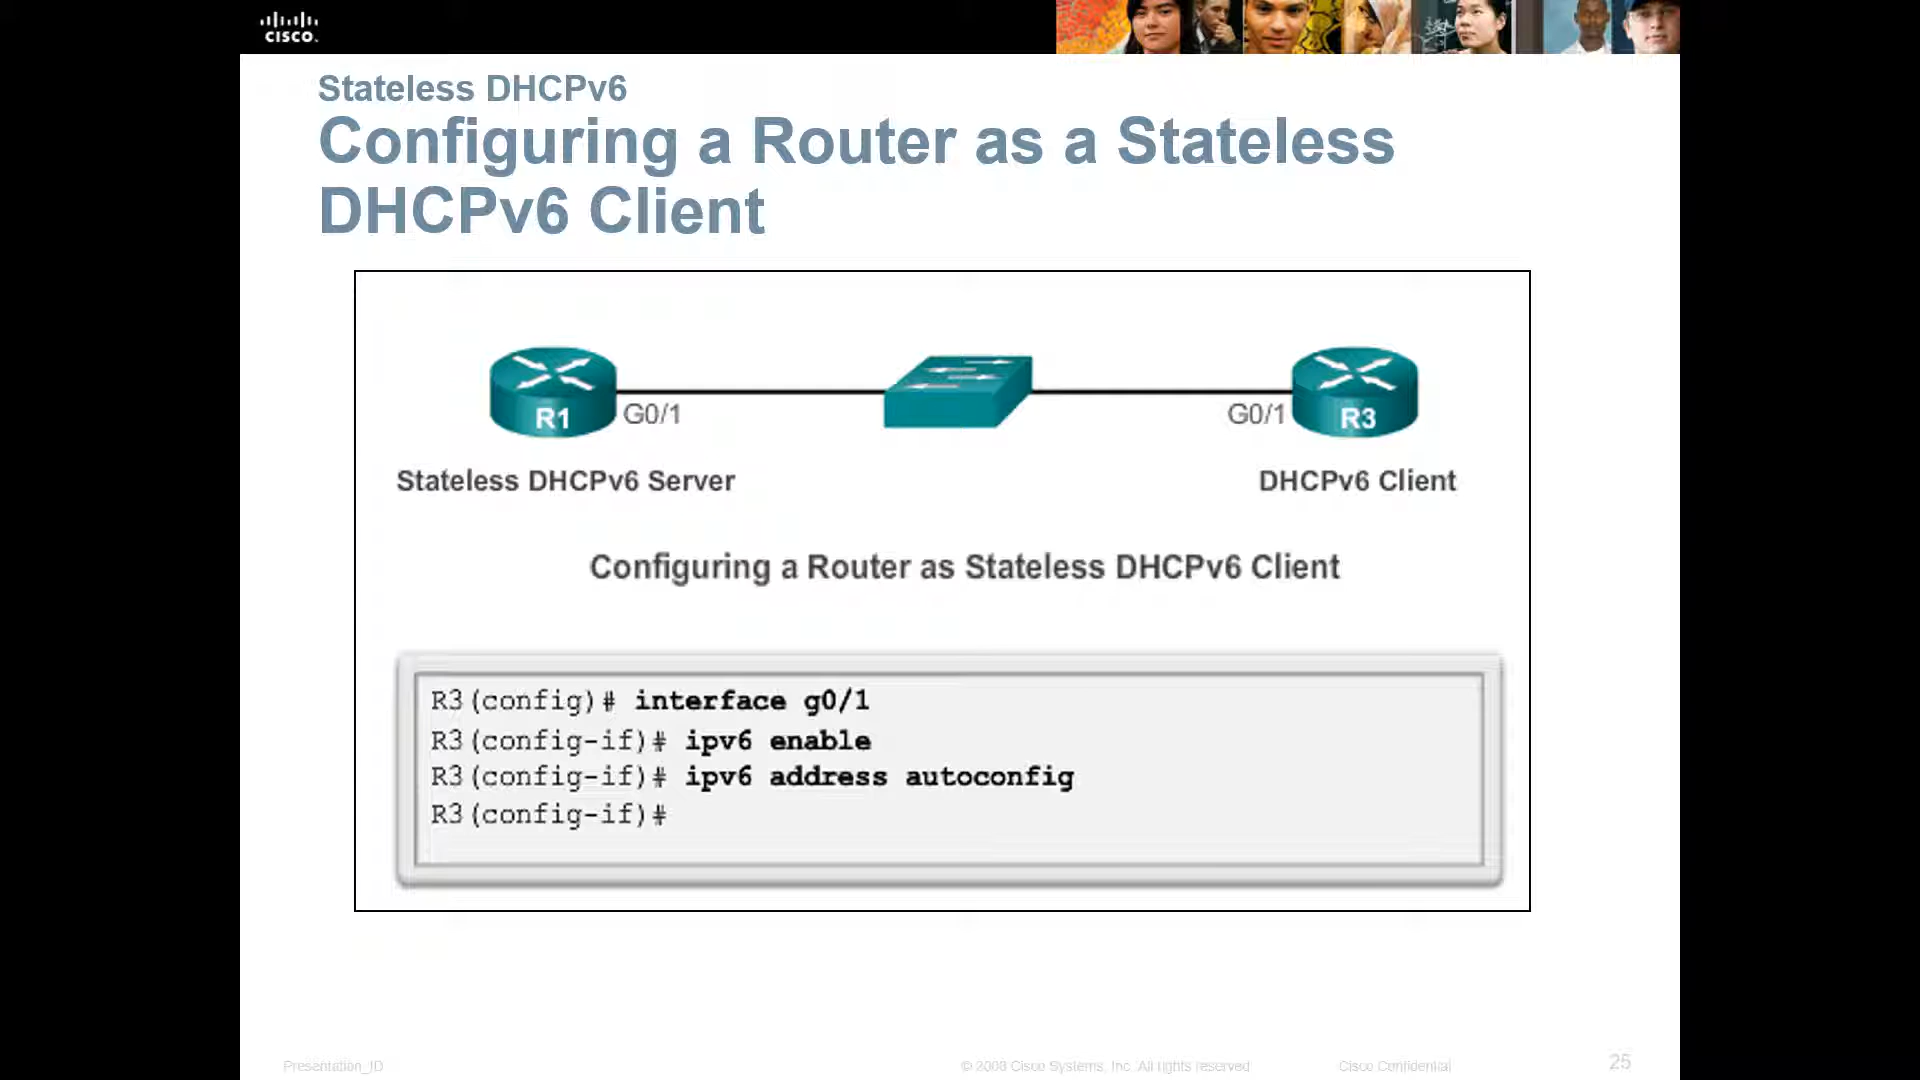 cisco.
Stateless DHCPv6
Configuring a Router as a Stateless
DHCPv6 Client
R1
G0/1
G0/1
R3
Stateless DHCPv6 Server
DHCPv6 Client
Configuring a Router as Stateless DHCPv6 Client
R3(config)# interface g0/1
R3(config-if)# ipv6 enable
R3(config-if)# ipv6 address autoconfig
R3(config-if)#
Presentation_ID
© 2008 Cisco Systems, Inc. All rights reserved
Cisco Confidential
25